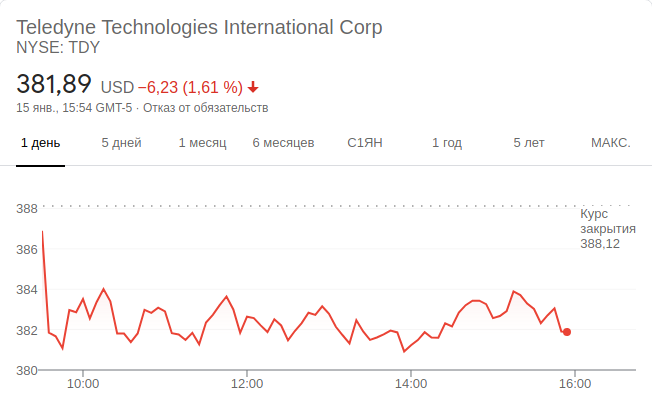 Teledyne Technologies International Corp
NYSE: TDY
381,89 USD −6,23 (1,61 %)
15 янв., 15:54 GMT-5 · Отказ от обязательств
1 день 5 дней 1 месяц 6 месяцев С1ЯН 1 год 5 лет МАКС.
388
Курс
закрытия
388,12
386
384
382
380
10:00 12:00 14:00 16:00